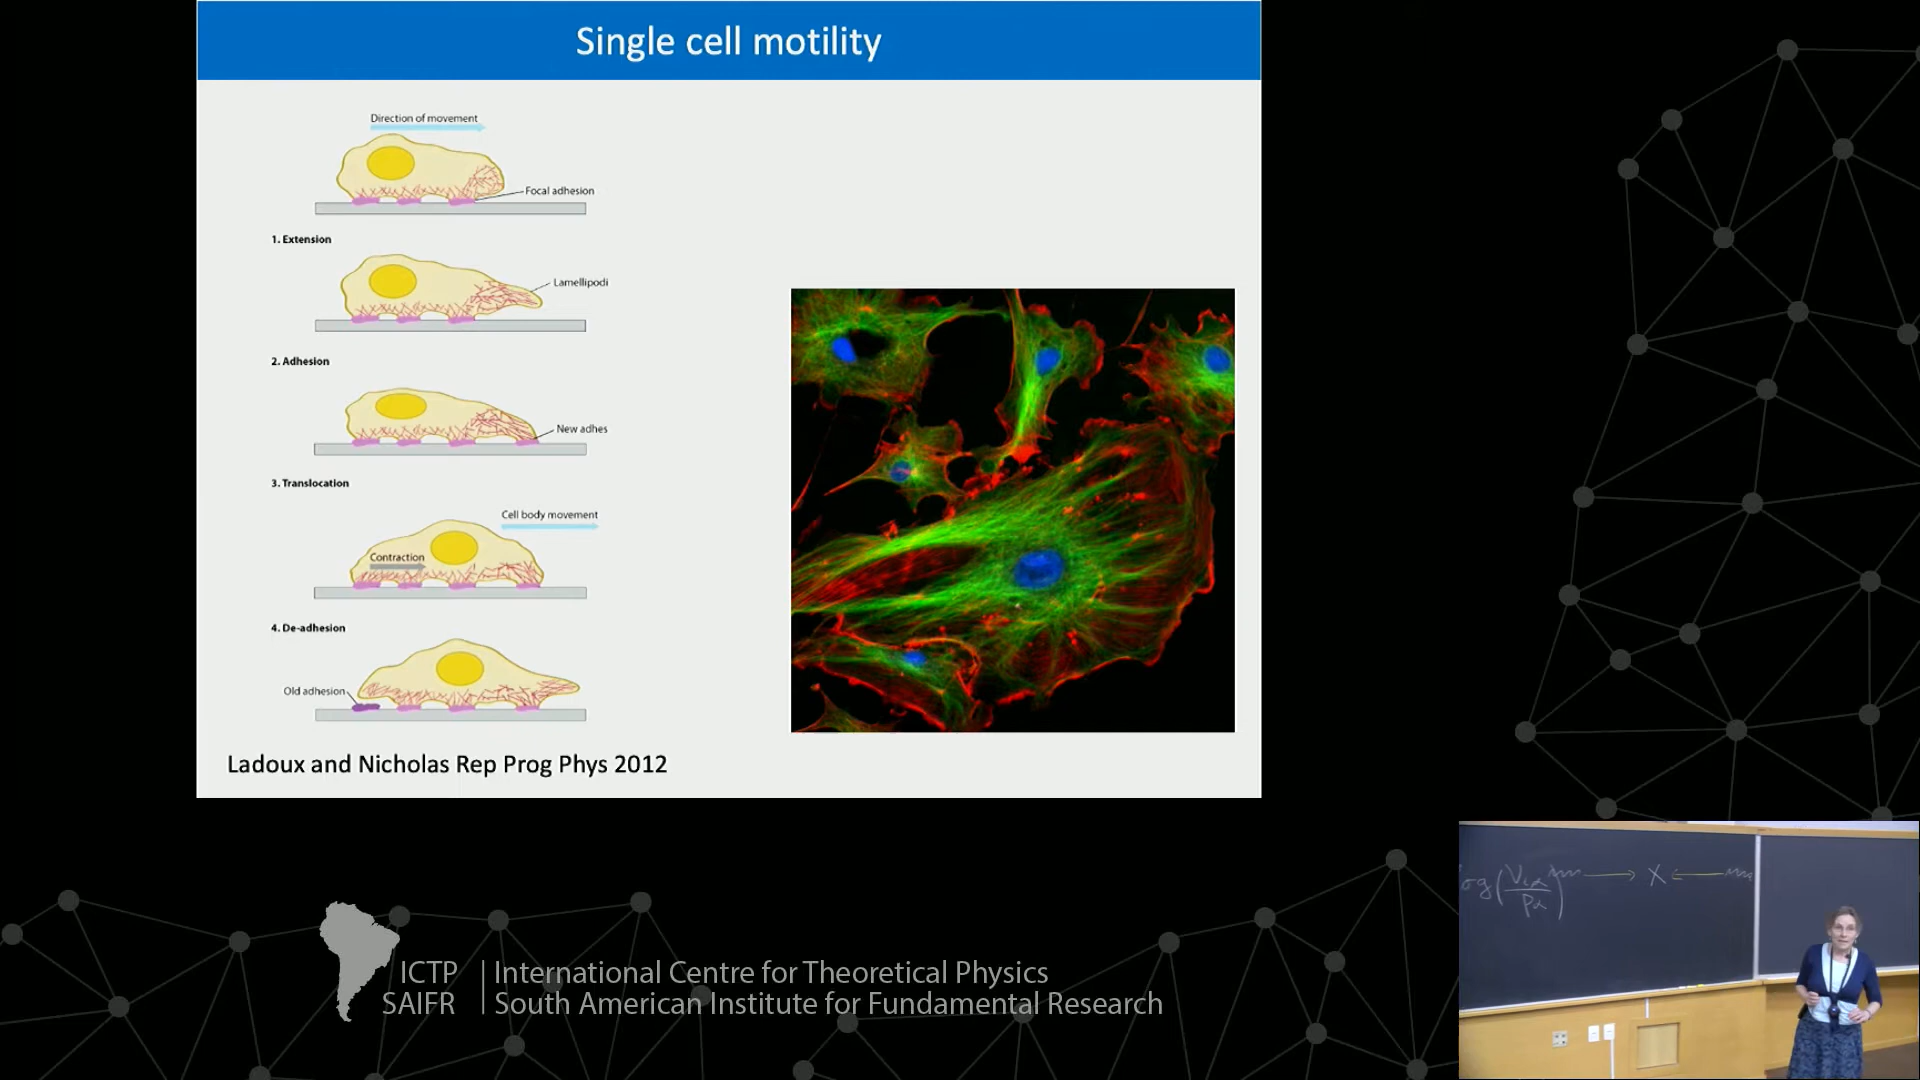 Single cell motility
Direction of movement
Focal adhesion
1. Extension
Lamellipodi
2. Adhesion
New adhes
3. Translocation
Cell body movement
Contraction
4. De-adhesion
Old adhesion
Ladoux and Nicholas Rep Prog Phys 2012
ICTP
SAIFR
International Centre for Theoretical Physics
South American Institute for Fundamental Research
X